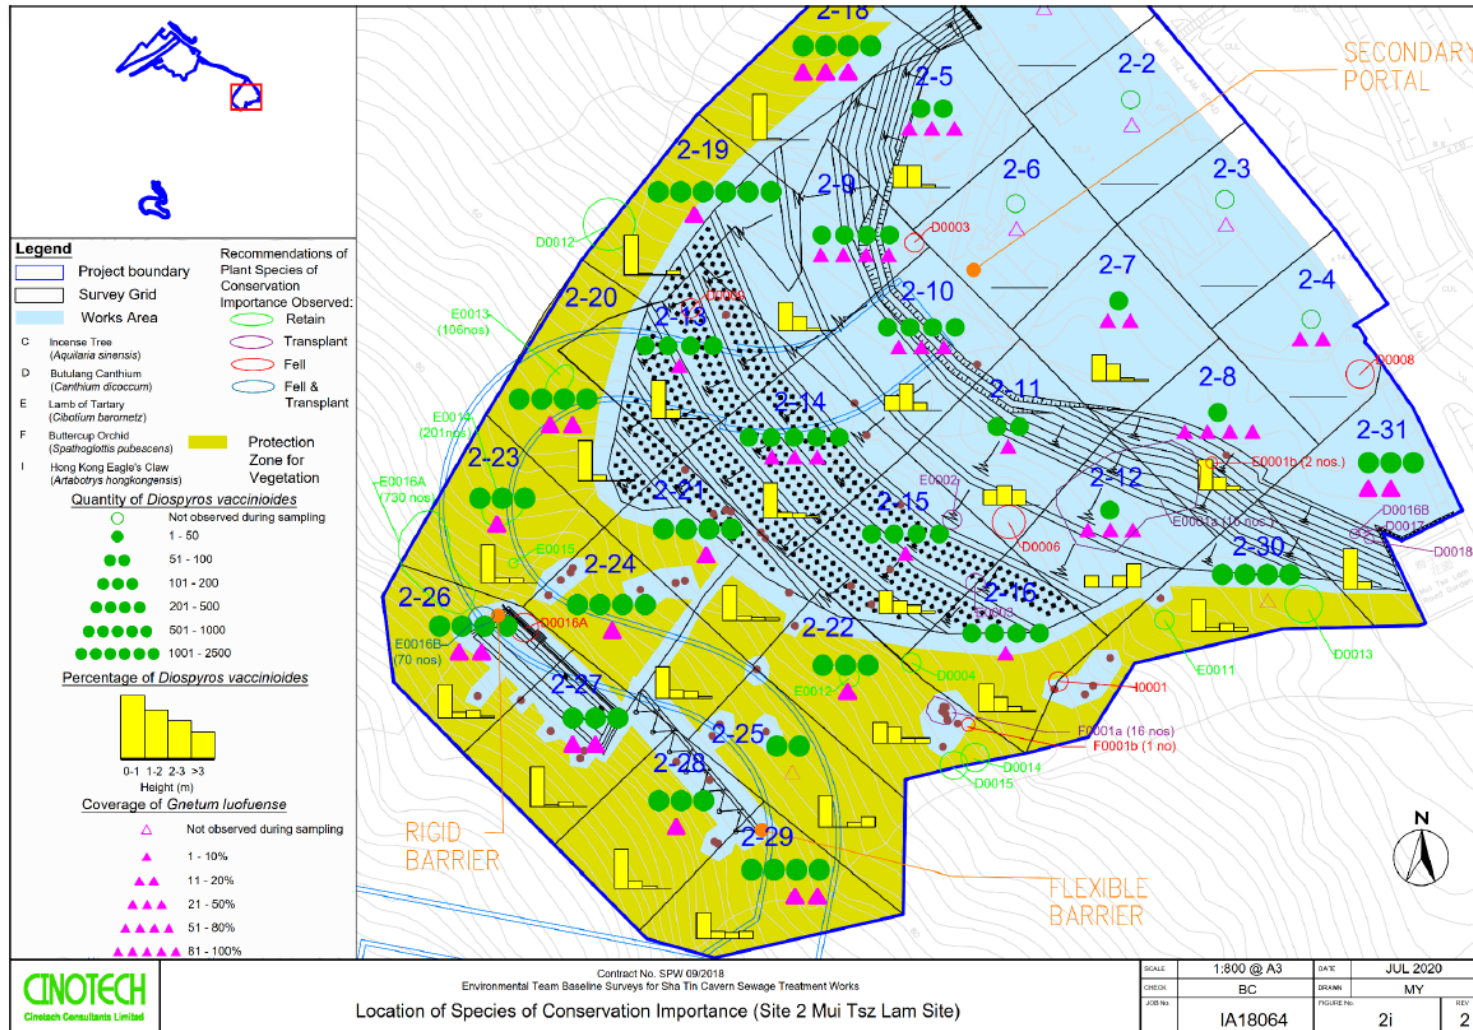 Legend
Project boundary
Survey Grid
Works Area
C Incense Tree
(Aquilaria sinensis)
D Butulang Canthium
(Canthium dicoccum)
E Lamb of Tartary
(Cibotium barometz)
F Buttercup Orchid
(Spathoglottis pubescens)
I Hong Kong Eagle's Claw
(Artabotrys hongkongensis)
Recommendations of
Plant Species of
Conservation
Importance Observed:
Retain
Transplant
Fell
Fell &
Transplant
Protection
Zone for
Vegetation
Quantity of Diospyros vaccinioides
Not observed during sampling
1 - 50
51 - 100
101 - 200
201 - 500
501 - 1000
1001 - 2500
Percentage of Diospyros vaccinioides
0-1 1-2 2-3 >3
Height (m)
Coverage of Gnetum luofuense
Not observed during sampling
1 - 10%
11 - 20%
21 - 50%
51 - 80%
81 - 100%
2-18
2-5
2-2
SECONDARY
PORTAL
2-19
2-9
2-6
2-3
D0012
D0003
2-7
2-4
2-20
2-10
E0013
(106nos)
D0009
2-13
D0008
2-11
2-8
2-14
E0014
(201nos)
2-31
2-23
E0001b (2 nos.)
E0016A
(730 nos)
2-21
2-15
E0002
2-12
D0016B
E0001a (16 nos.)
D0017
D0006
D0018
E0015
2-24
2-30
2-26
2-16
E0003
D0016A
2-22
E0016B
(70 nos)
D0004
E0011
D0013
2-27
E0012
I0001
F0001a (16 nos)
2-25
F0001b (1 no)
2-28
D0014
D0015
RIGID
BARRIER
2-29
N
FLEXIBLE
BARRIER
CINOTECH
Cinotech Consultants Limited
Contract No. SPW 09/2018
Environmental Team Baseline Surveys for Sha Tin Cavern Sewage Treatment Works
Location of Species of Conservation Importance (Site 2 Mui Tsz Lam Site)
SCALE 1:800 @ A3 DATE JUL 2020
CHECK BC DRAWN MY
JOB No. IA18064 FIGURE No. 2i REV 2